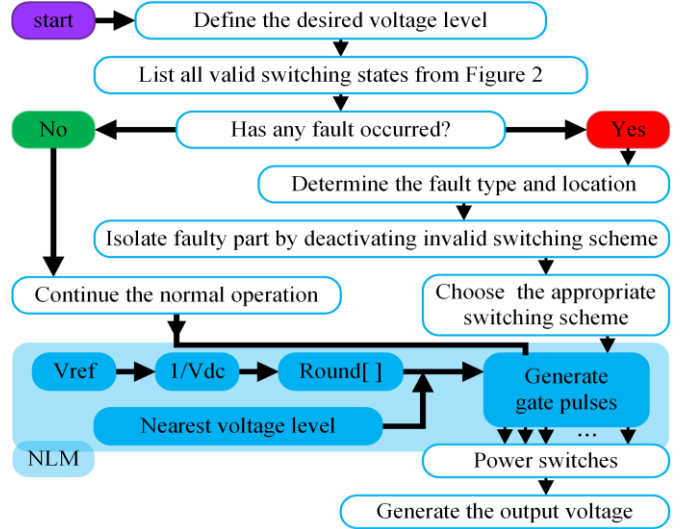 start
Define the desired voltage level
List all valid switching states from Figure 2
No
Has any fault occurred?
Yes
Determine the fault type and location
Isolate faulty part by deactivating invalid switching scheme
Continue the normal operation
Choose the appropriate
switching scheme
Vref
1/Vdc
Round[ ]
Generate
gate pulses
Nearest voltage level
...
NLM
Power switches
Generate the output voltage